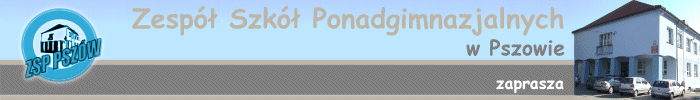 Zespół Szkół Ponadgimnazjalnych
w Pszowie
ZSP PSZÓW
zaprasza